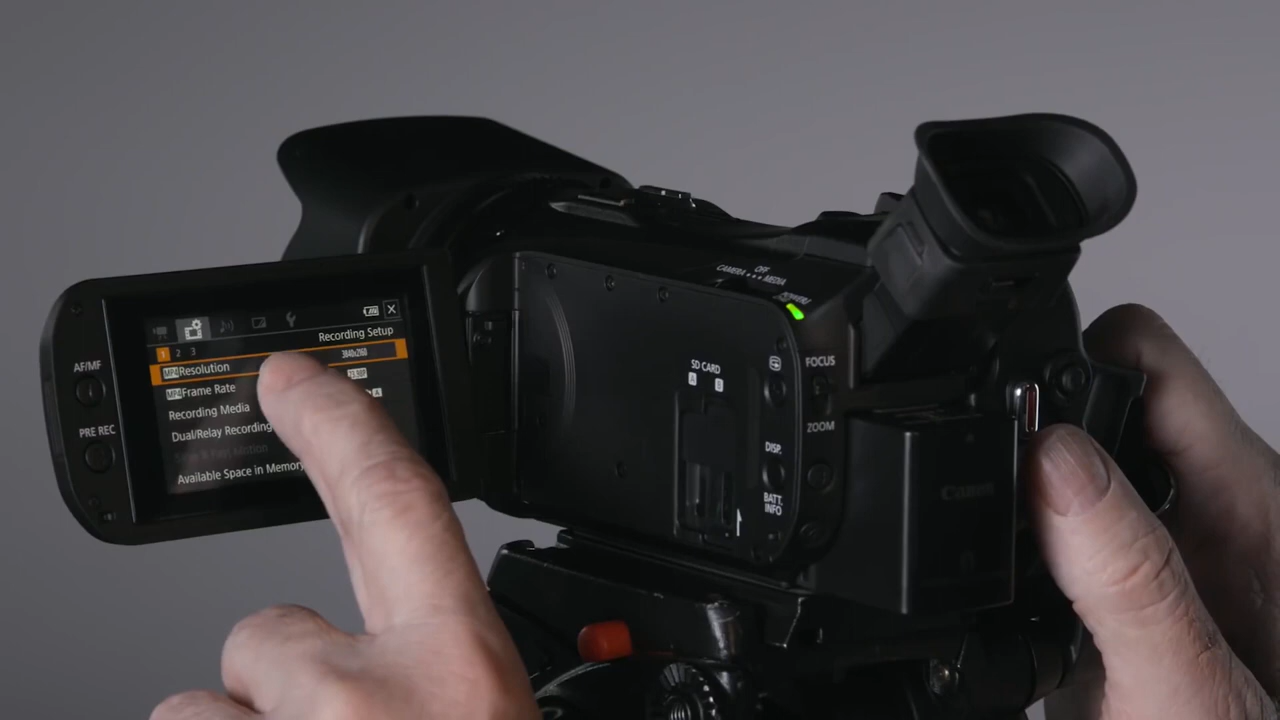 AF/MF
PRE REC
Recording Setup
1 2 3
MP4 Resolution 3840x2160
MP4 Frame Rate
Recording Media A
Dual/Relay Recording
Available Space in Memory
CAMERA OFF MEDIA
POWER
SD CARD
A B
DISP.
BATT.
INFO
FOCUS
ZOOM
Canon